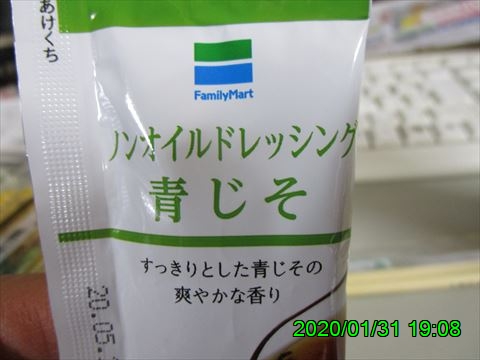 あけくち
FamilyMart
ノンオイルドレッシング
青じそ
すっきりとした青じその
爽やかな香り
20.05.
2020/01/31 19:08